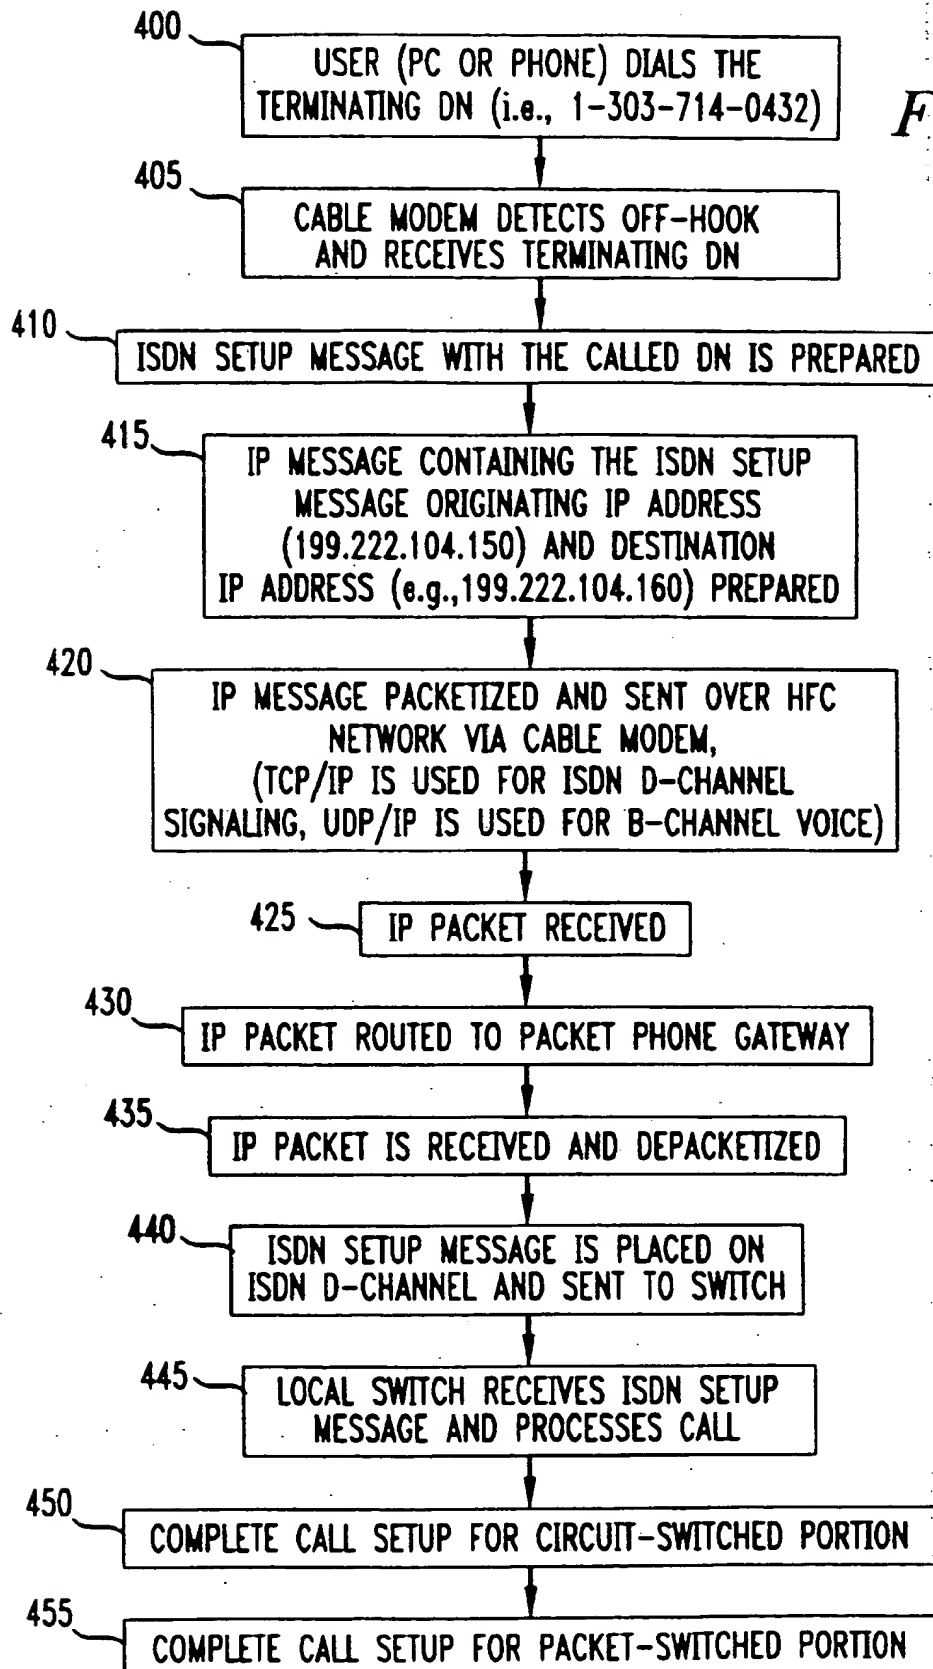 400
USER (PC OR PHONE) DIALS THE
TERMINATING DN (i.e., 1-303-714-0432)
F
405
CABLE MODEM DETECTS OFF-HOOK
AND RECEIVES TERMINATING DN
410
ISDN SETUP MESSAGE WITH THE CALLED DN IS PREPARED
415
IP MESSAGE CONTAINING THE ISDN SETUP
MESSAGE ORIGINATING IP ADDRESS
(199.222.104.150) AND DESTINATION
IP ADDRESS (e.g.,199.222.104.160) PREPARED
420
IP MESSAGE PACKETIZED AND SENT OVER HFC
NETWORK VIA CABLE MODEM,
(TCP/IP IS USED FOR ISDN D-CHANNEL
SIGNALING, UDP/IP IS USED FOR B-CHANNEL VOICE)
425
IP PACKET RECEIVED
430
IP PACKET ROUTED TO PACKET PHONE GATEWAY
435
IP PACKET IS RECEIVED AND DEPACKETIZED
440
ISDN SETUP MESSAGE IS PLACED ON
ISDN D-CHANNEL AND SENT TO SWITCH
445
LOCAL SWITCH RECEIVES ISDN SETUP
MESSAGE AND PROCESSES CALL
450
COMPLETE CALL SETUP FOR CIRCUIT-SWITCHED PORTION
455
COMPLETE CALL SETUP FOR PACKET-SWITCHED PORTION